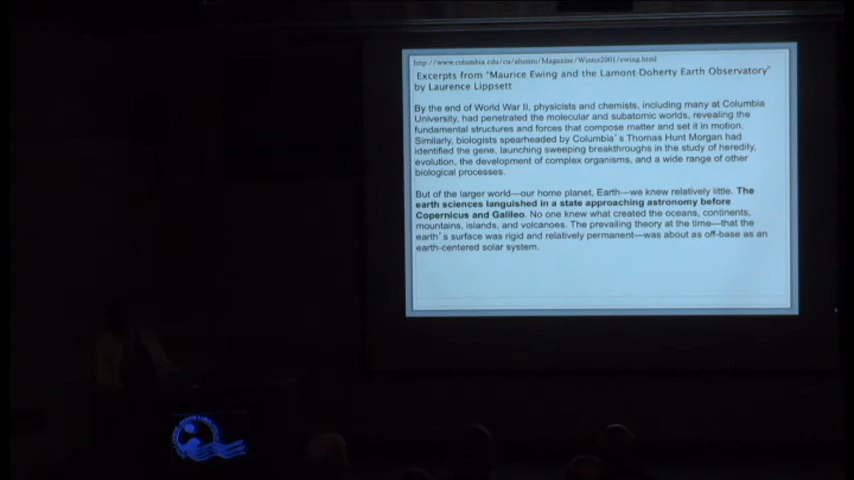 http://www.columbia.edu/cu/alumni/Magazine/Winter2001/ewing.html
Excerpts from "Maurice Ewing and the Lamont-Doherty Earth Observatory"
by Laurence Lippsett
By the end of World War II, physicists and chemists, including many at Columbia
University, had penetrated the molecular and subatomic worlds, revealing the
fundamental structures and forces that compose matter and set it in motion.
Similarly, biologists spearheaded by Columbia's Thomas Hunt Morgan had
identified the gene, launching sweeping breakthroughs in the study of heredity,
evolution, the development of complex organisms, and a wide range of other
biological processes.
But of the larger world—our home planet, Earth—we knew relatively little. The
earth sciences languished in a state approaching astronomy before
Copernicus and Galileo. No one knew what created the oceans, continents,
mountains, islands, and volcanoes. The prevailing theory at the time—that the
earth's surface was rigid and relatively permanent—was about as off-base as an
earth-centered solar system.